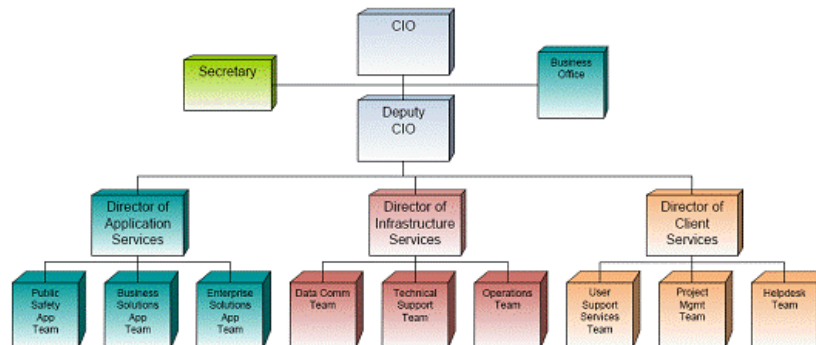 CIO
Secretary
Business
Office
Deputy
CIO
Director of
Application
Services
Director of
Infrastructure
Services
Director of
Client
Services
Public
Safety
App
Team
Business
Solutions
App
Team
Enterprise
Solutions
App
Team
Data Comm
Team
Technical
Support
Team
Operations
Team
User
Support
Services
Team
Project
Mgmt
Team
Helpdesk
Team